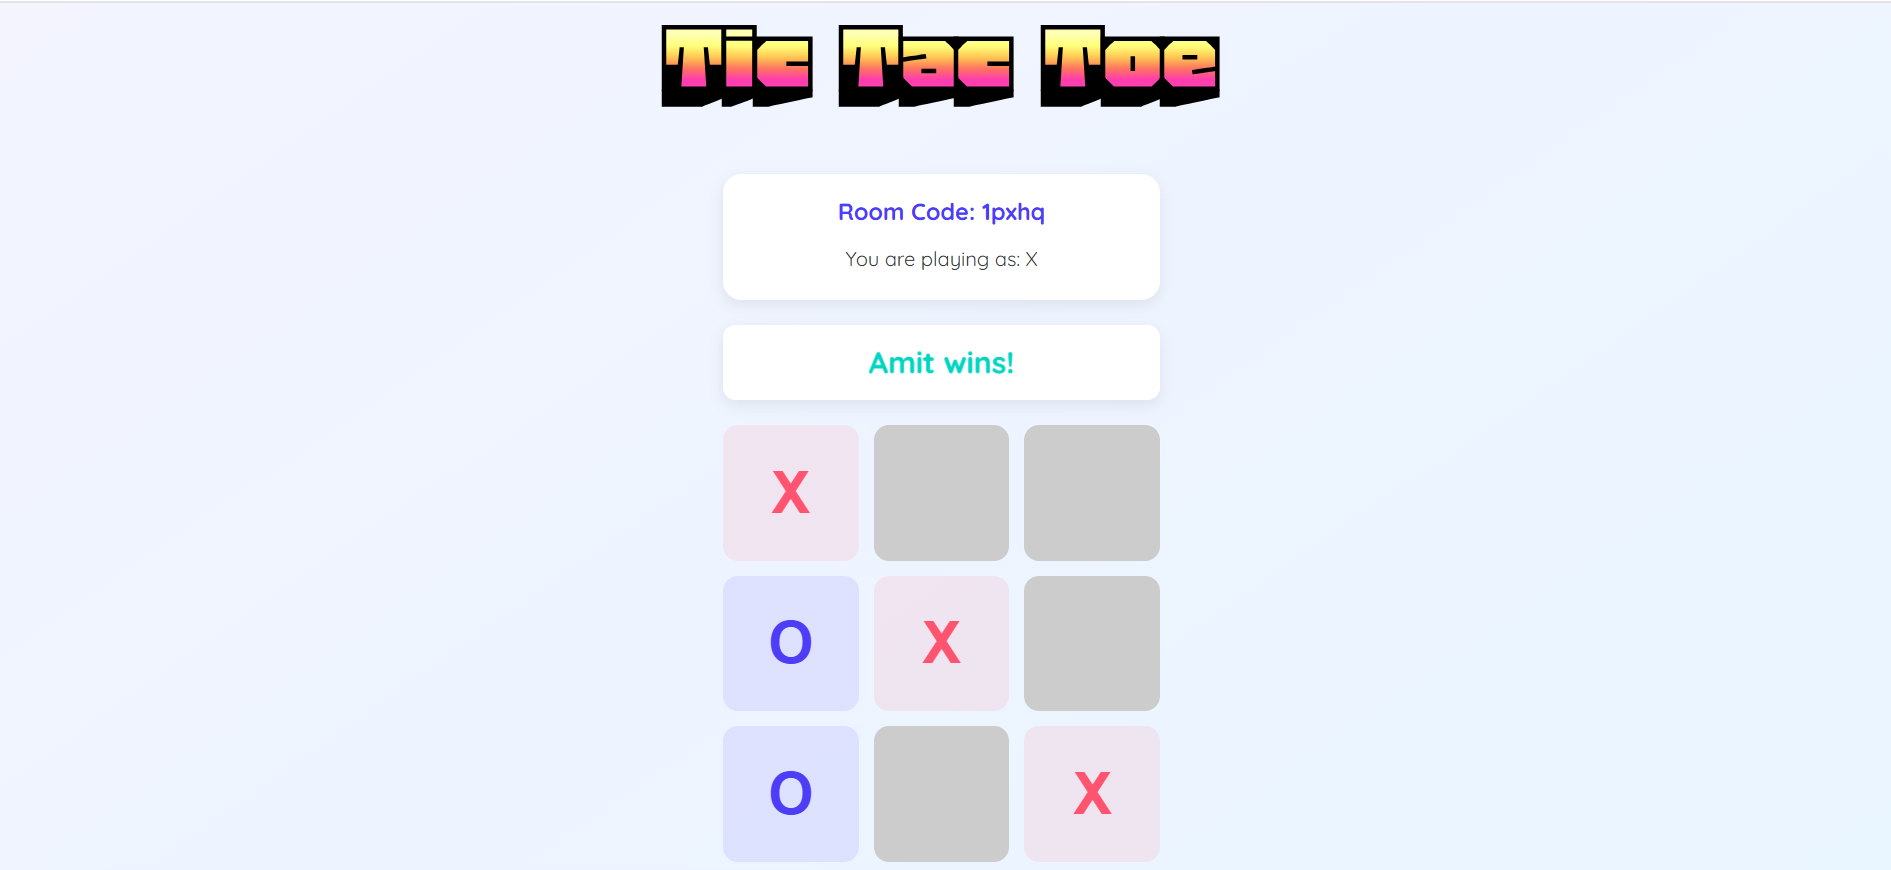 Tic Tac Toe
Room Code: 1pxhq
You are playing as: X
Amit wins!
X
O X
O X